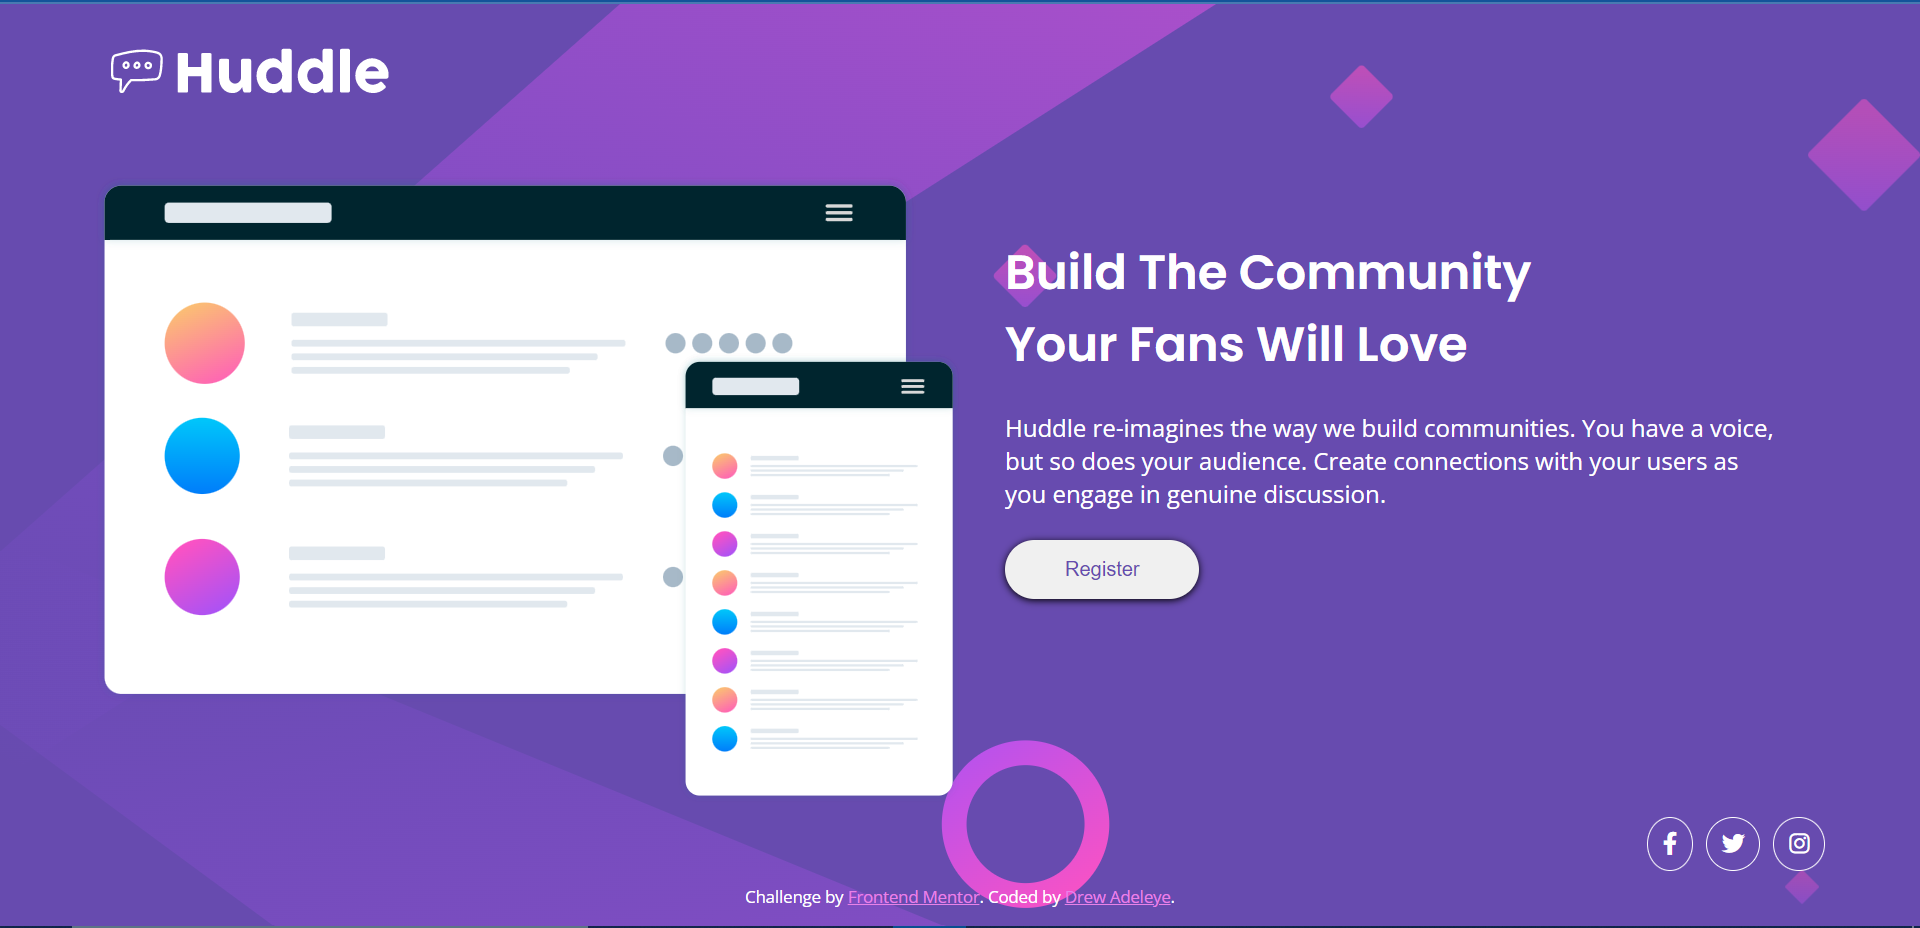 Huddle
Build The Community
Your Fans Will Love
Huddle re-imagines the way we build communities. You have a voice,
but so does your audience. Create connections with your users as
you engage in genuine discussion.
Register
Challenge by Frontend Mentor. Coded by Drew Adeleye.